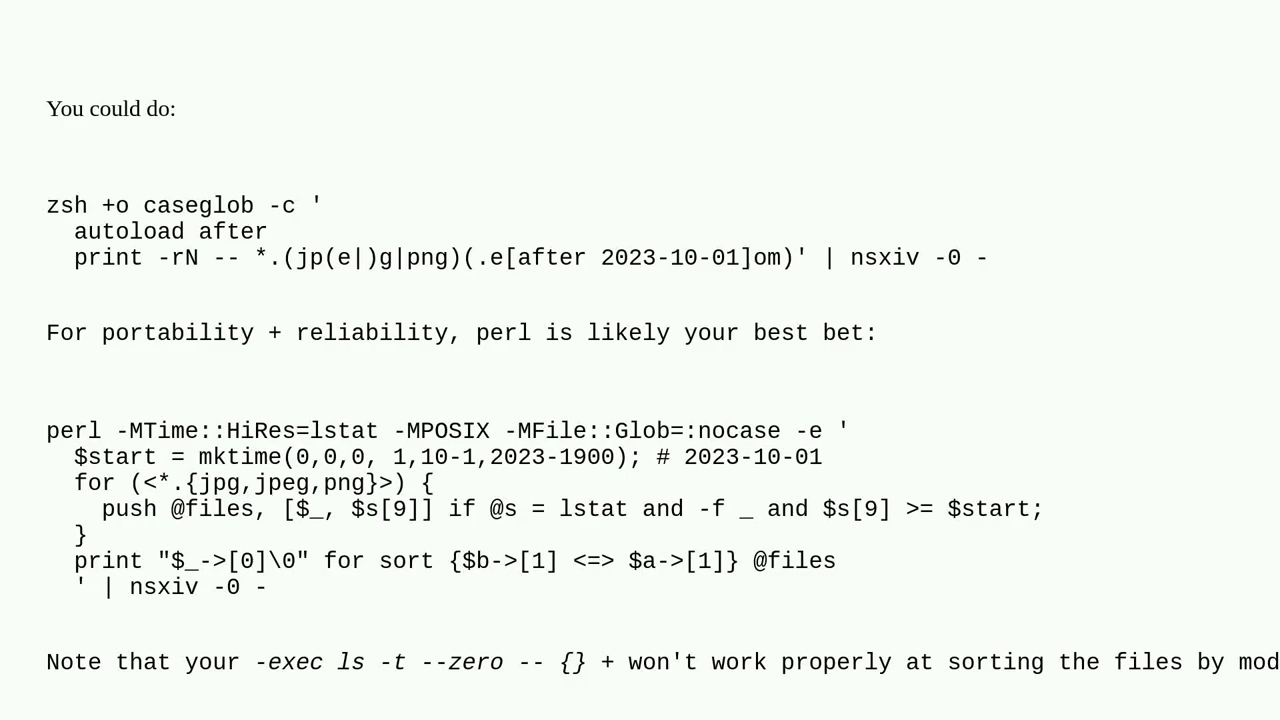 You could do:
zsh +o caseglob -c '
  autoload after
  print -rN -- *.(jp(e|)g|png)(.e[after 2023-10-01]om)' | nsxiv -0 -
For portability + reliability, perl is likely your best bet:
perl -MTime::HiRes=lstat -MPOSIX -MFile::Glob=:nocase -e '
  $start = mktime(0,0,0, 1,10-1,2023-1900); # 2023-10-01
  for (<*.{jpg,jpeg,png}>) {
    push @files, [$_, $s[9]] if @s = lstat and -f _ and $s[9] >= $start;
  }
  print "$_->[0]\0" for sort {$b->[1] <=> $a->[1]} @files
  ' | nsxiv -0 -
Note that your -exec ls -t --zero -- {} + won't work properly at sorting the files by mod